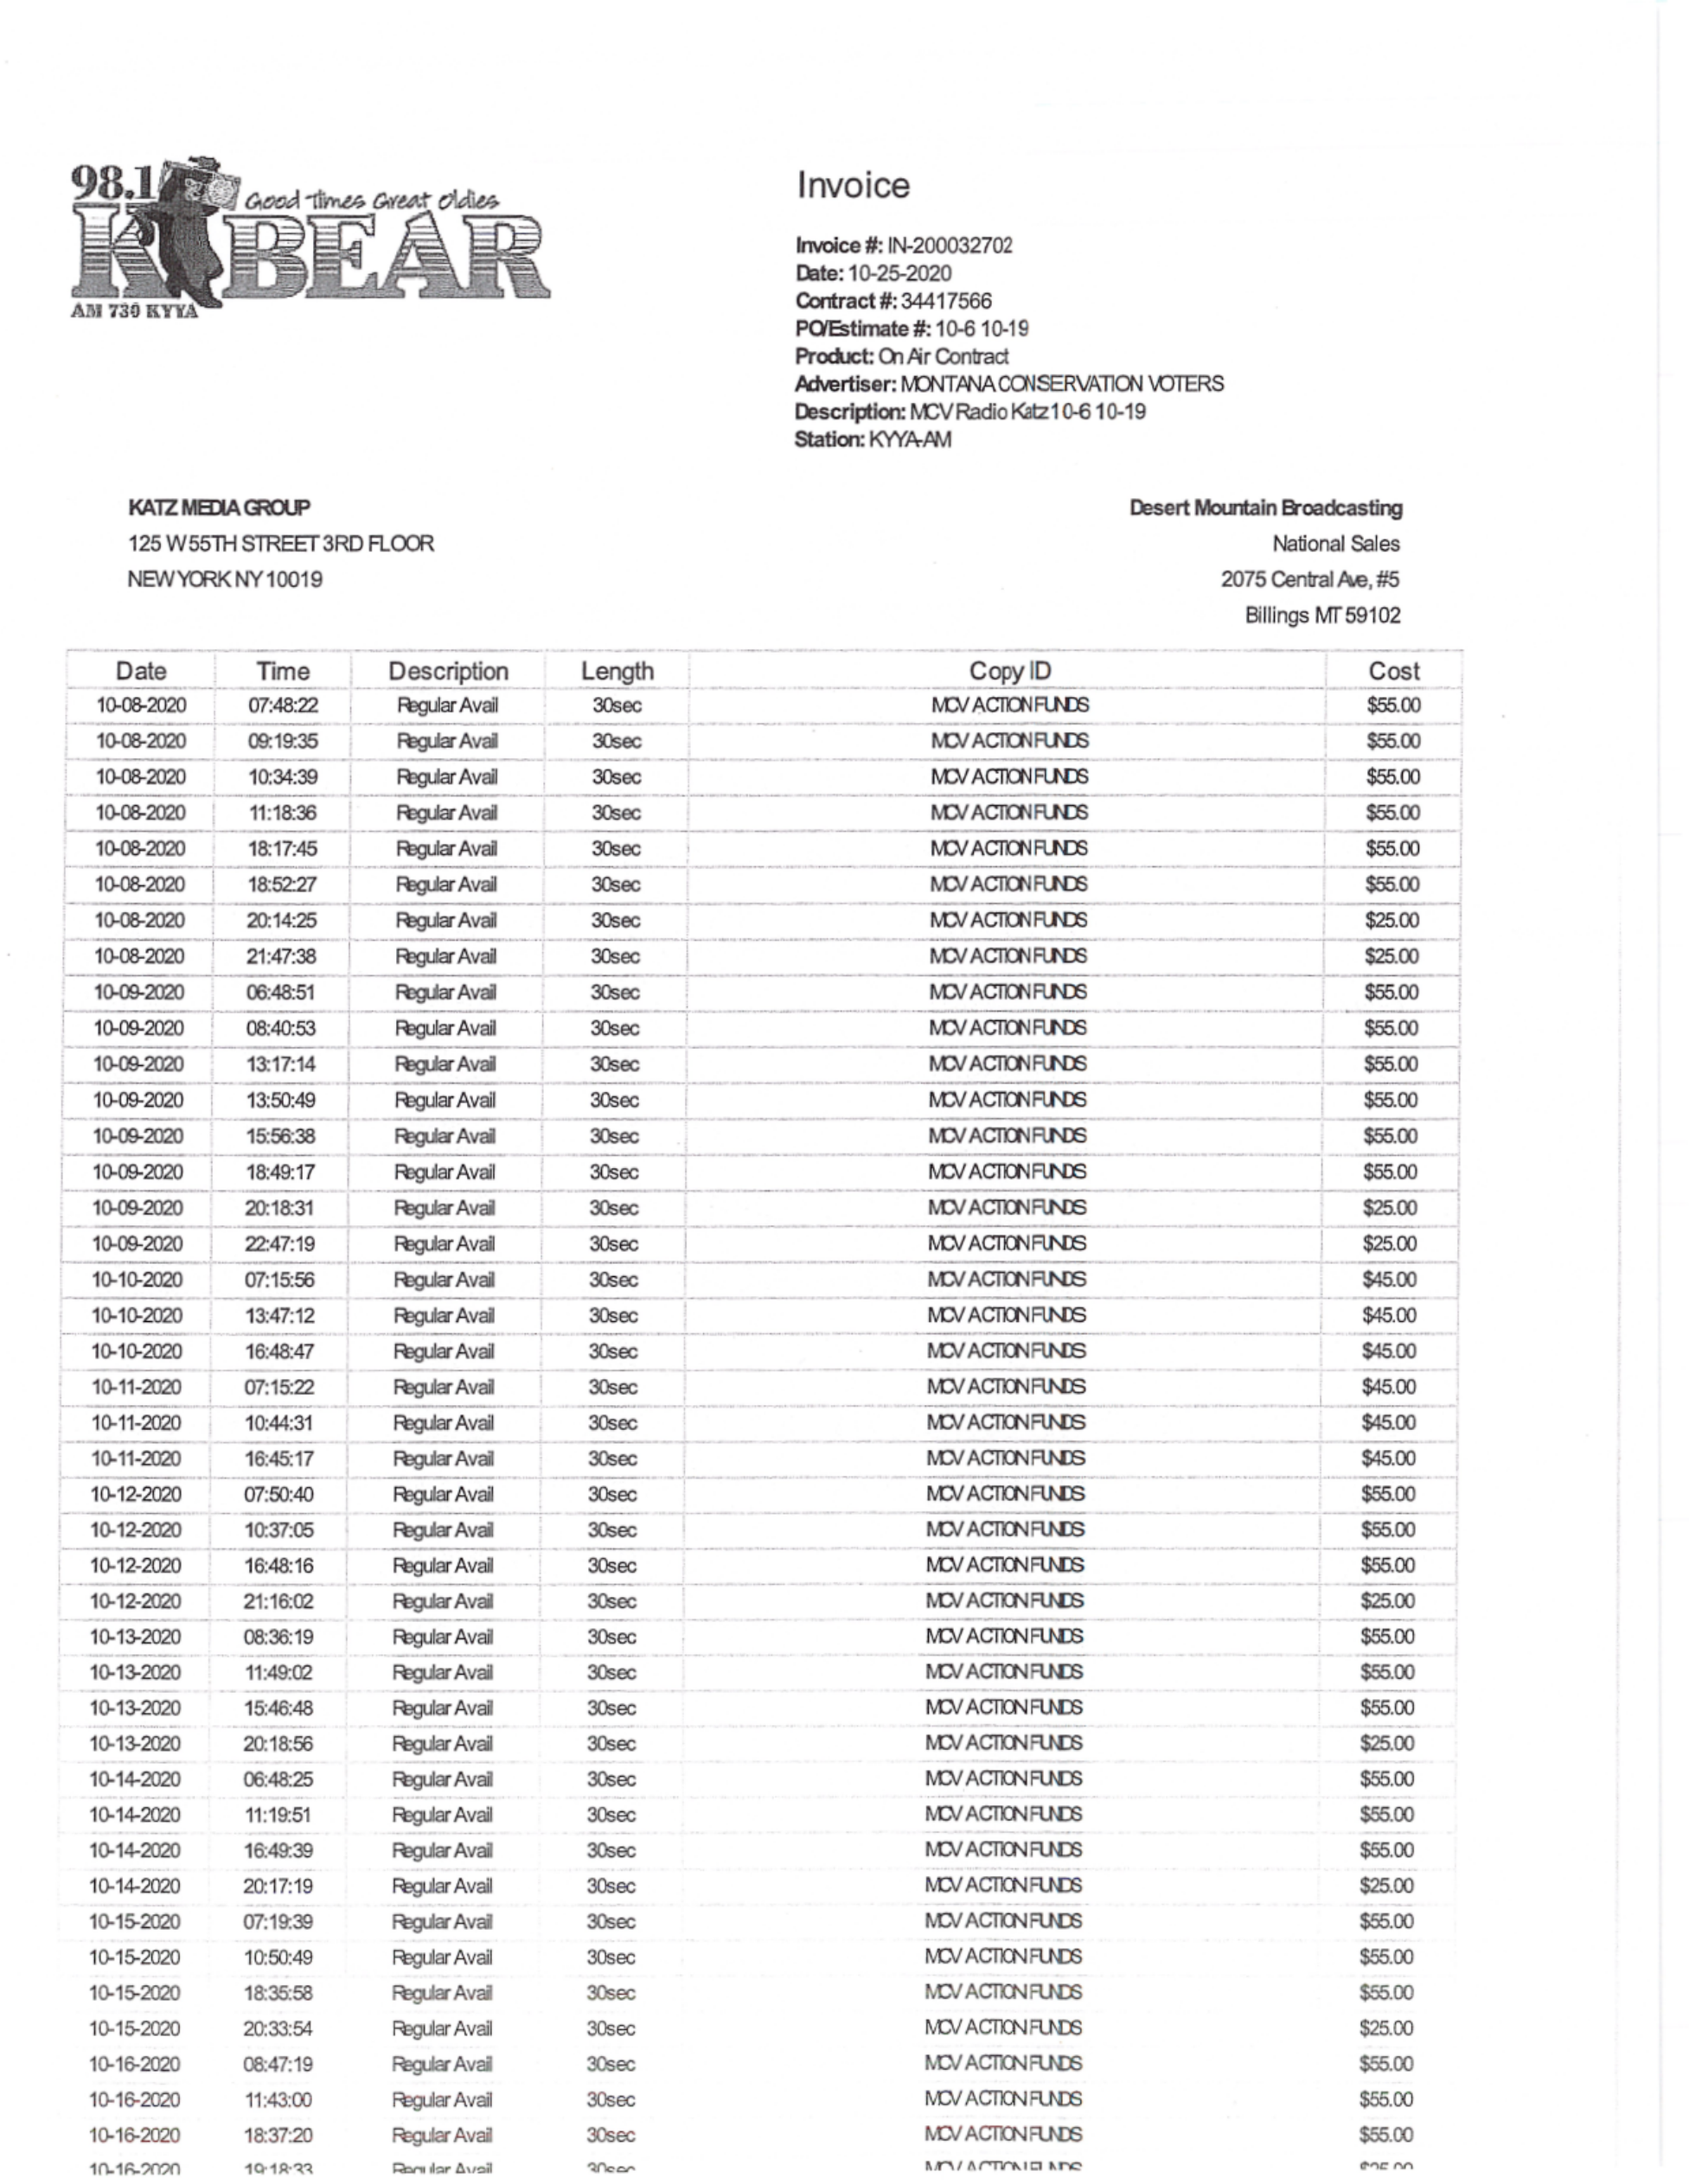 98.1
Good Times Great Oldies
K BEAR
AM 730 KYYA
Invoice
Invoice #: IN-200032702
Date: 10-25-2020
Contract #: 34417566
PO/Estimate #: 10-6 10-19
Product: On Air Contract
Advertiser: MONTANA CONSERVATION VOTERS
Description: MCV Radio Katz 10-6 10-19
Station: KYYA-AM
KATZ MEDIA GROUP
125 W 55TH STREET 3RD FLOOR
NEW YORK NY 10019
Desert Mountain Broadcasting
National Sales
2075 Central Ave, #5
Billings MT 59102
Date Time Description Length Copy ID Cost
10-08-2020 07:48:22 Regular Avail 30sec MCV ACTION FUNDS $55.00
10-08-2020 09:19:35 Regular Avail 30sec MCV ACTION FUNDS $55.00
10-08-2020 10:34:39 Regular Avail 30sec MCV ACTION FUNDS $55.00
10-08-2020 11:18:36 Regular Avail 30sec MCV ACTION FUNDS $55.00
10-08-2020 18:17:45 Regular Avail 30sec MCV ACTION FUNDS $55.00
10-08-2020 18:52:27 Regular Avail 30sec MCV ACTION FUNDS $55.00
10-08-2020 20:14:25 Regular Avail 30sec MCV ACTION FUNDS $25.00
10-08-2020 21:47:38 Regular Avail 30sec MCV ACTION FUNDS $25.00
10-09-2020 06:48:51 Regular Avail 30sec MCV ACTION FUNDS $55.00
10-09-2020 08:40:53 Regular Avail 30sec MCV ACTION FUNDS $55.00
10-09-2020 13:17:14 Regular Avail 30sec MCV ACTION FUNDS $55.00
10-09-2020 13:50:49 Regular Avail 30sec MCV ACTION FUNDS $55.00
10-09-2020 15:56:38 Regular Avail 30sec MCV ACTION FUNDS $55.00
10-09-2020 18:49:17 Regular Avail 30sec MCV ACTION FUNDS $55.00
10-09-2020 20:18:31 Regular Avail 30sec MCV ACTION FUNDS $25.00
10-09-2020 22:47:19 Regular Avail 30sec MCV ACTION FUNDS $25.00
10-10-2020 07:15:56 Regular Avail 30sec MCV ACTION FUNDS $45.00
10-10-2020 13:47:12 Regular Avail 30sec MCV ACTION FUNDS $45.00
10-10-2020 16:48:47 Regular Avail 30sec MCV ACTION FUNDS $45.00
10-11-2020 07:15:22 Regular Avail 30sec MCV ACTION FUNDS $45.00
10-11-2020 10:44:31 Regular Avail 30sec MCV ACTION FUNDS $45.00
10-11-2020 16:45:17 Regular Avail 30sec MCV ACTION FUNDS $45.00
10-12-2020 07:50:40 Regular Avail 30sec MCV ACTION FUNDS $55.00
10-12-2020 10:37:05 Regular Avail 30sec MCV ACTION FUNDS $55.00
10-12-2020 16:48:16 Regular Avail 30sec MCV ACTION FUNDS $55.00
10-12-2020 21:16:02 Regular Avail 30sec MCV ACTION FUNDS $25.00
10-13-2020 08:36:19 Regular Avail 30sec MCV ACTION FUNDS $55.00
10-13-2020 11:49:02 Regular Avail 30sec MCV ACTION FUNDS $55.00
10-13-2020 15:46:48 Regular Avail 30sec MCV ACTION FUNDS $55.00
10-13-2020 20:18:56 Regular Avail 30sec MCV ACTION FUNDS $25.00
10-14-2020 06:48:25 Regular Avail 30sec MCV ACTION FUNDS $55.00
10-14-2020 11:19:51 Regular Avail 30sec MCV ACTION FUNDS $55.00
10-14-2020 16:49:39 Regular Avail 30sec MCV ACTION FUNDS $55.00
10-14-2020 20:17:19 Regular Avail 30sec MCV ACTION FUNDS $25.00
10-15-2020 07:19:39 Regular Avail 30sec MCV ACTION FUNDS $55.00
10-15-2020 10:50:49 Regular Avail 30sec MCV ACTION FUNDS $55.00
10-15-2020 18:35:58 Regular Avail 30sec MCV ACTION FUNDS $55.00
10-15-2020 20:33:54 Regular Avail 30sec MCV ACTION FUNDS $25.00
10-16-2020 08:47:19 Regular Avail 30sec MCV ACTION FUNDS $55.00
10-16-2020 11:43:00 Regular Avail 30sec MCV ACTION FUNDS $55.00
10-16-2020 18:37:20 Regular Avail 30sec MCV ACTION FUNDS $55.00
10-16-2020 19:18:33 Regular Avail 30sec MCV ACTION FUNDS $25.00